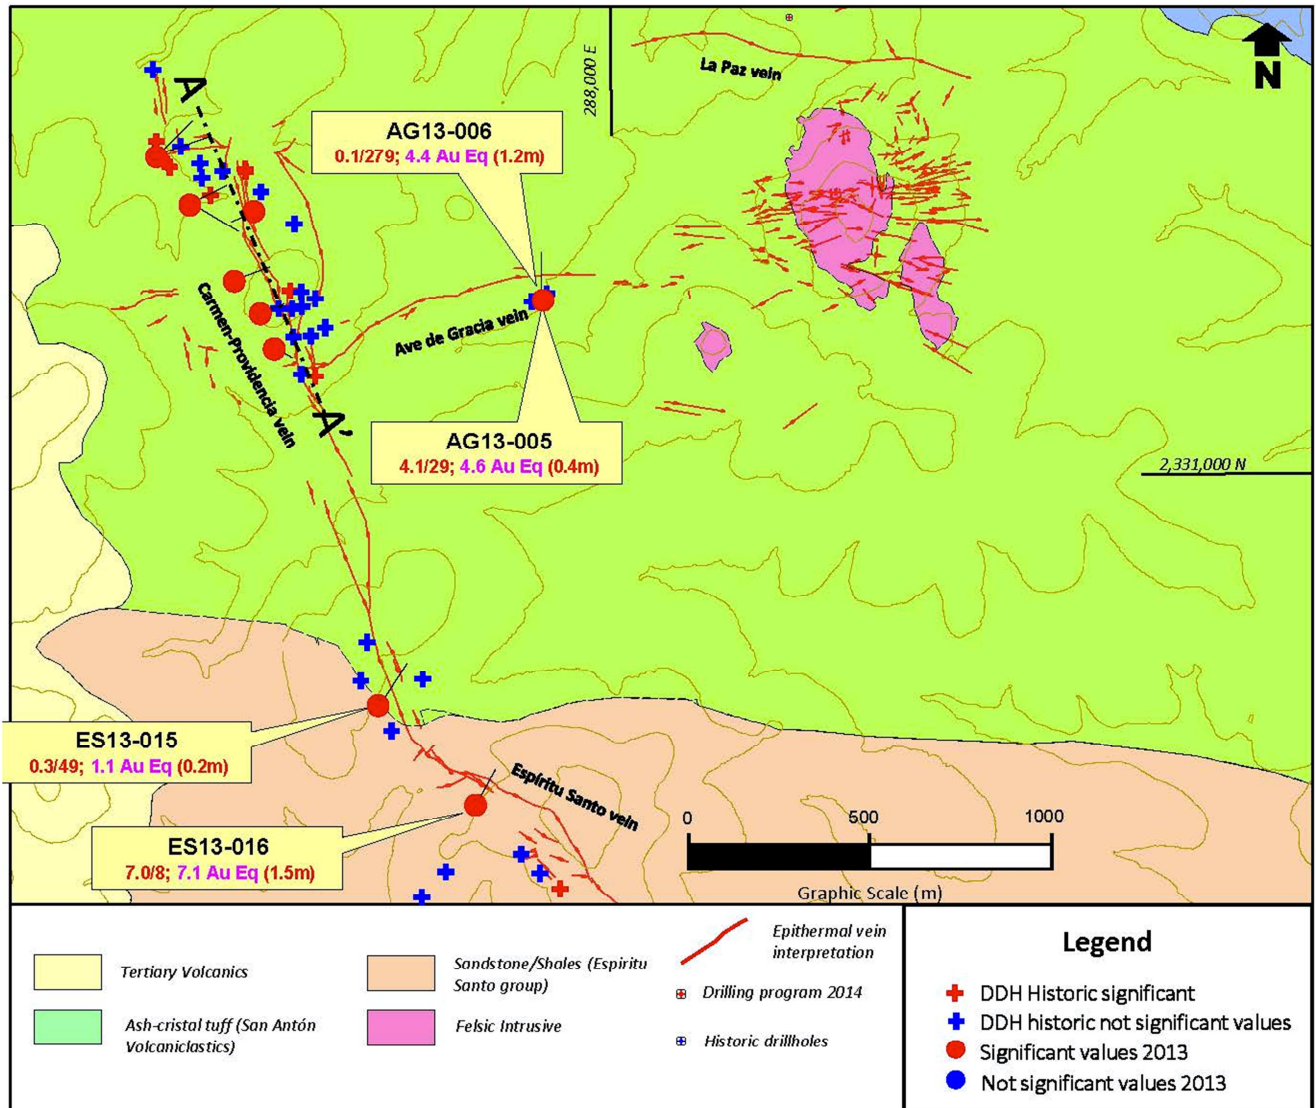 A
288,000 E
La Paz vein
N
AG13-006
0.1/279; 4.4 Au Eq (1.2m)
Carmen-Providencia vein
Ave de Gracia vein
A'
AG13-005
4.1/29; 4.6 Au Eq (0.4m)
2,331,000 N
ES13-015
0.3/49; 1.1 Au Eq (0.2m)
Espíritu Santo vein
ES13-016
7.0/8; 7.1 Au Eq (1.5m)
0 500 1000
Graphic Scale (m)
Tertiary Volcanics
Ash-cristal tuff (San Antón
Volcaniclastics)
Sandstone/Shales (Espiritu
Santo group)
Felsic Intrusive
Epithermal vein
interpretation
Drilling program 2014
Historic drillholes
Legend
DDH Historic significant
DDH historic not significant values
Significant values 2013
Not significant values 2013